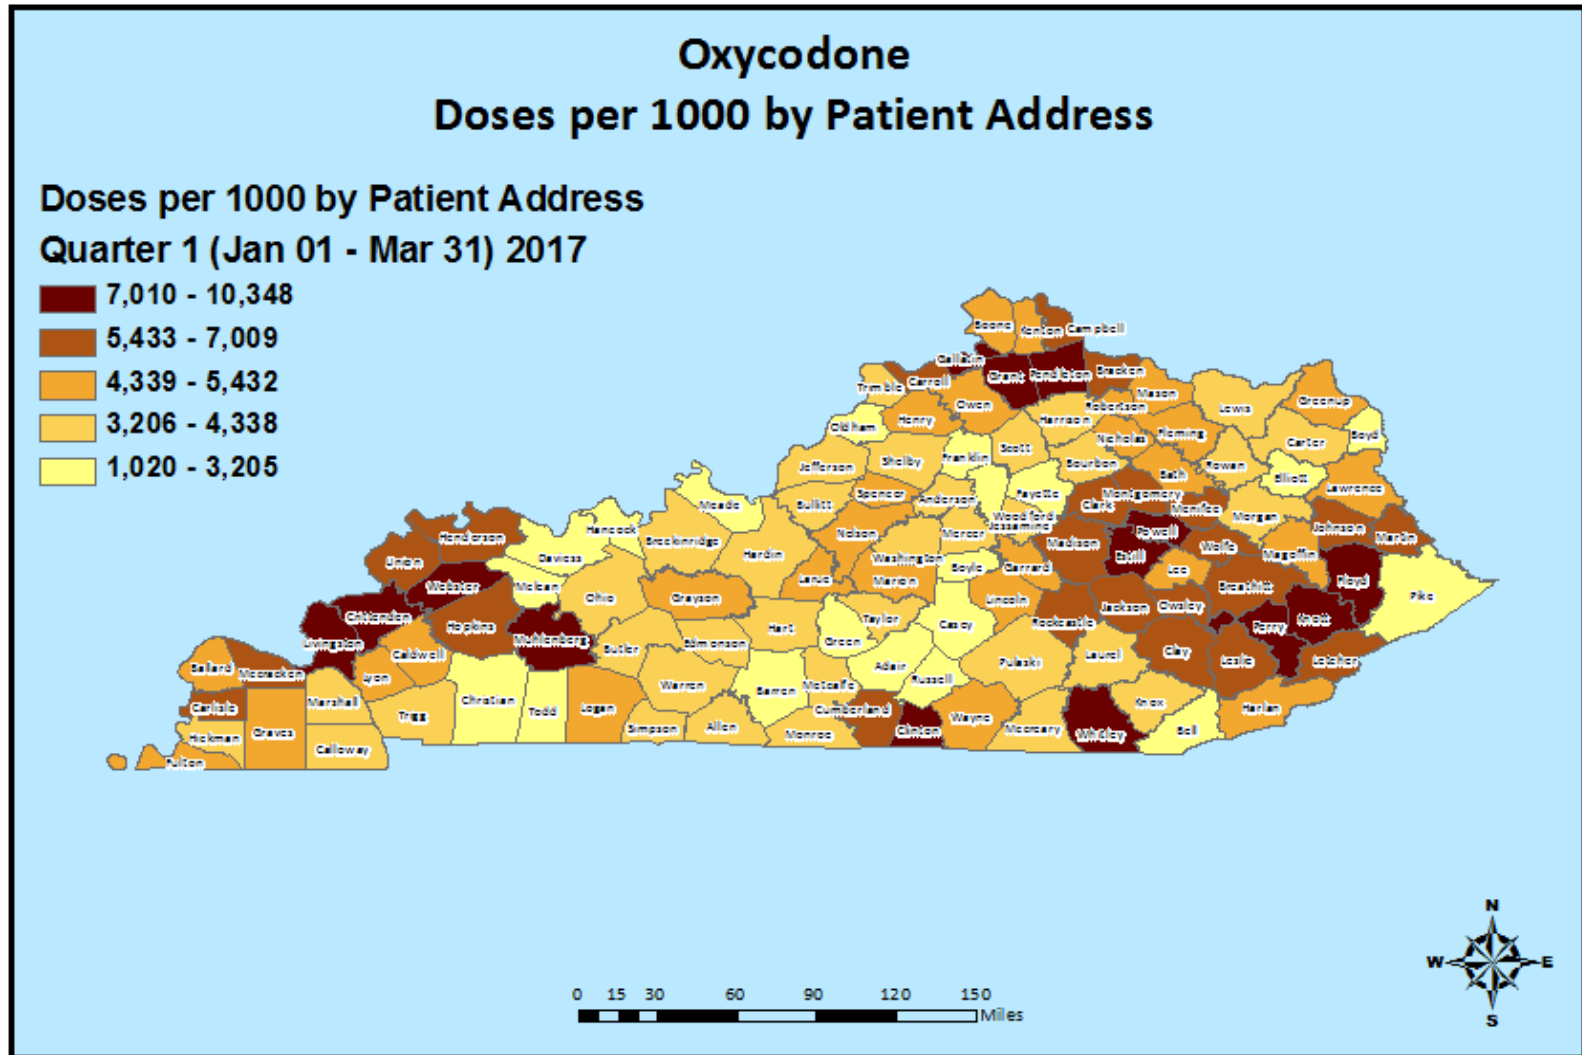 Oxycodone
Doses per 1000 by Patient Address
Doses per 1000 by Patient Address
Quarter 1 (Jan 01 - Mar 31) 2017
7,010 - 10,348
5,433 - 7,009
4,339 - 5,432
3,206 - 4,338
1,020 - 3,205
Boone
Kenton
Campbell
Gallatin
Grant
Pendleton
Bracken
Trimble
Carroll
Owen
Robertson
Mason
Lewis
Greenup
Oldham
Henry
Harrison
Nicholas
Fleming
Carter
Boyd
Jefferson
Shelby
Franklin
Scott
Bourbon
Bath
Rowan
Elliott
Lawrence
Meade
Bullitt
Spencer
Anderson
Fayette
Woodford
Jessamine
Clark
Montgomery
Menifee
Morgan
Johnson
Martin
Hancock
Breckinridge
Hardin
Nelson
Washington
Mercer
Madison
Powell
Estill
Wolfe
Magoffin
Henderson
Union
Daviess
Mclean
Webster
Ohio
Grayson
Larue
Marion
Boyle
Garrard
Lee
Breathitt
Floyd
Pike
Crittenden
Livingston
Hopkins
Muhlenberg
Butler
Edmonson
Hart
Green
Taylor
Casey
Lincoln
Rockcastle
Jackson
Owsley
Perry
Knott
Ballard
Mccracken
Lyon
Caldwell
Warren
Barren
Metcalfe
Adair
Russell
Pulaski
Laurel
Clay
Leslie
Letcher
Carlisle
Marshall
Trigg
Christian
Todd
Logan
Simpson
Allen
Monroe
Cumberland
Clinton
Wayne
Mccreary
Whitley
Knox
Bell
Harlan
Hickman
Graves
Calloway
Fulton
N
W
E
S
0 15 30 60 90 120 150
Miles